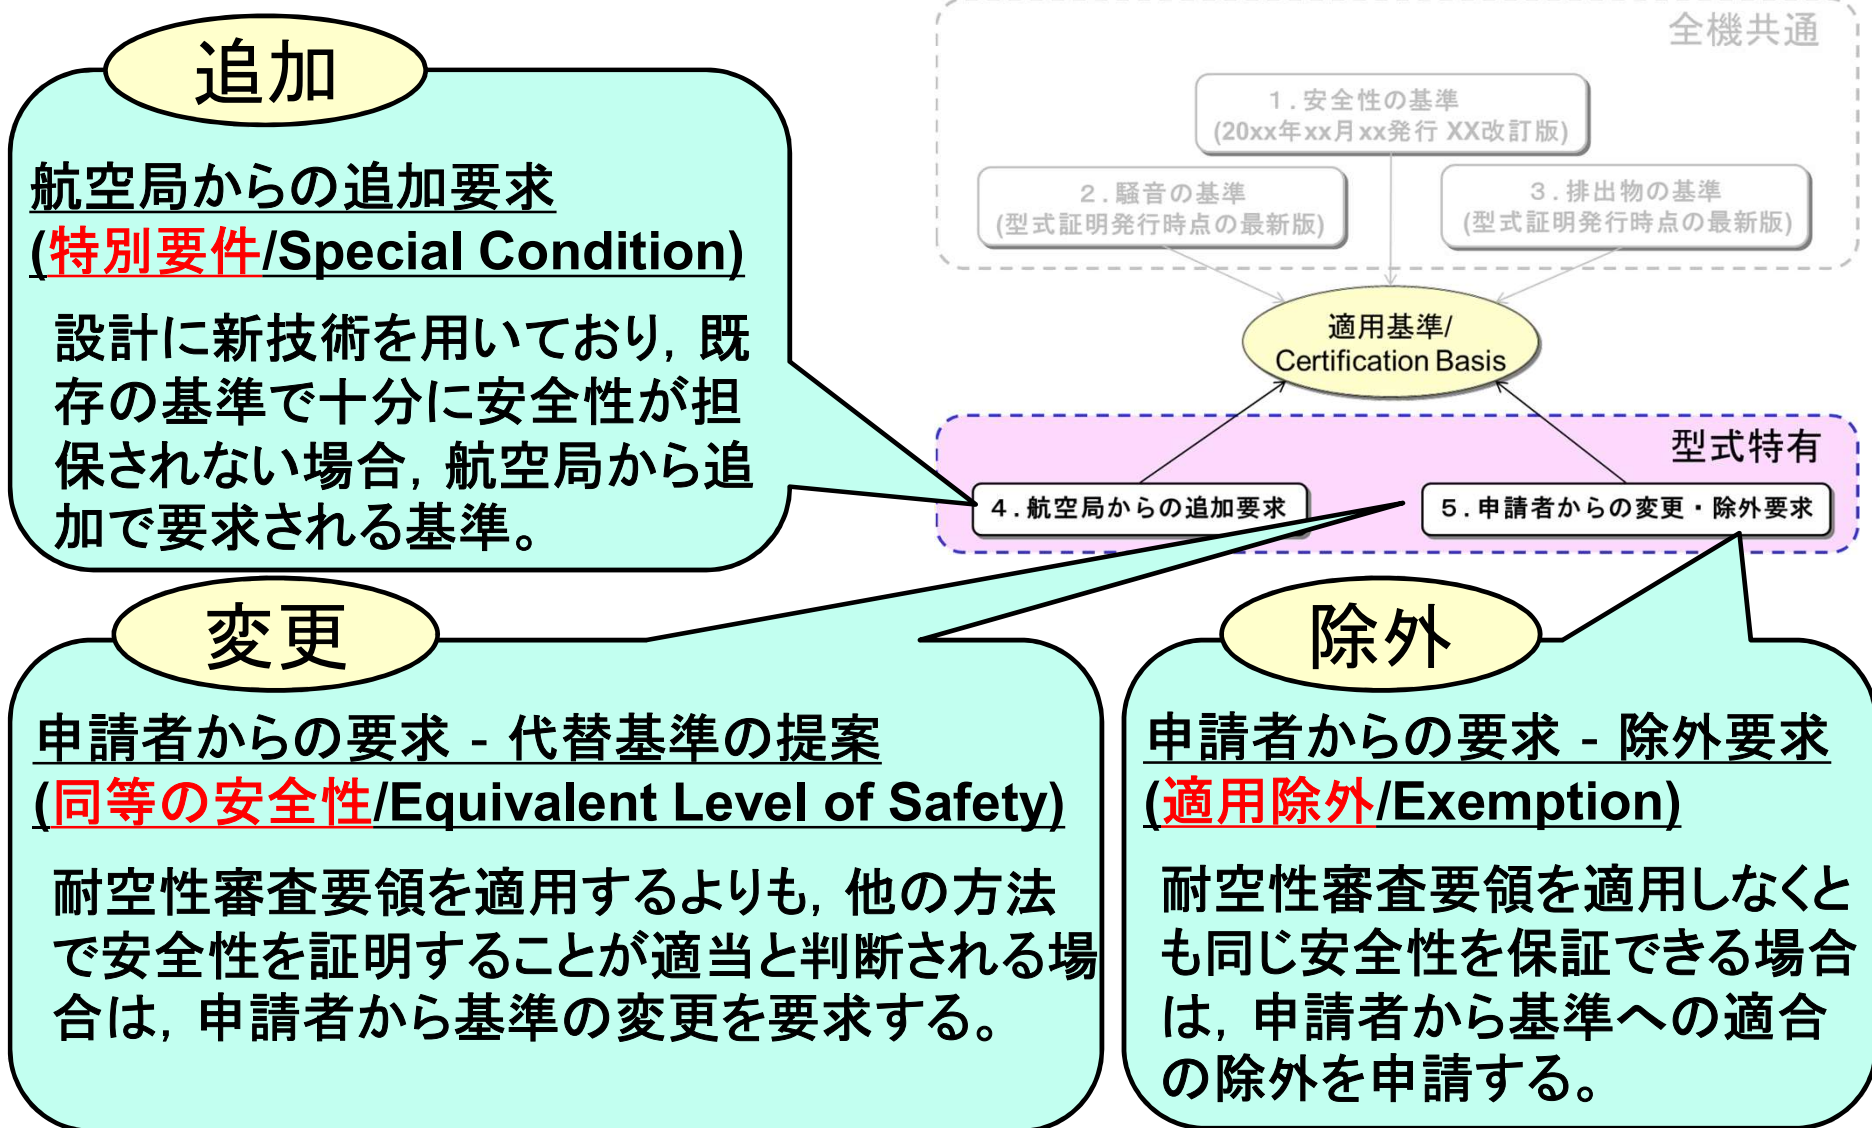 追加
航空局からの追加要求
(特別要件/Special Condition)
設計に新技術を用いており, 既
存の基準で十分に安全性が担
保されない場合, 航空局から追
加で要求される基準。
全機共通
1.安全性の基準
(20xx年xx月xx発行 XX改訂版)
2.騒音の基準
(型式証明発行時点の最新版)
3.排出物の基準
(型式証明発行時点の最新版)
適用基準/
Certification Basis
型式特有
4.航空局からの追加要求
5.申請者からの変更・除外要求
変更
申請者からの要求 - 代替基準の提案
(同等の安全性/Equivalent Level of Safety)
耐空性審査要領を適用するよりも, 他の方法
で安全性を証明することが適当と判断される場
合は, 申請者から基準の変更を要求する。
除外
申請者からの要求 - 除外要求
(適用除外/Exemption)
耐空性審査要領を適用しなくと
も同じ安全性を保証できる場合
は, 申請者から基準への適合
の除外を申請する。